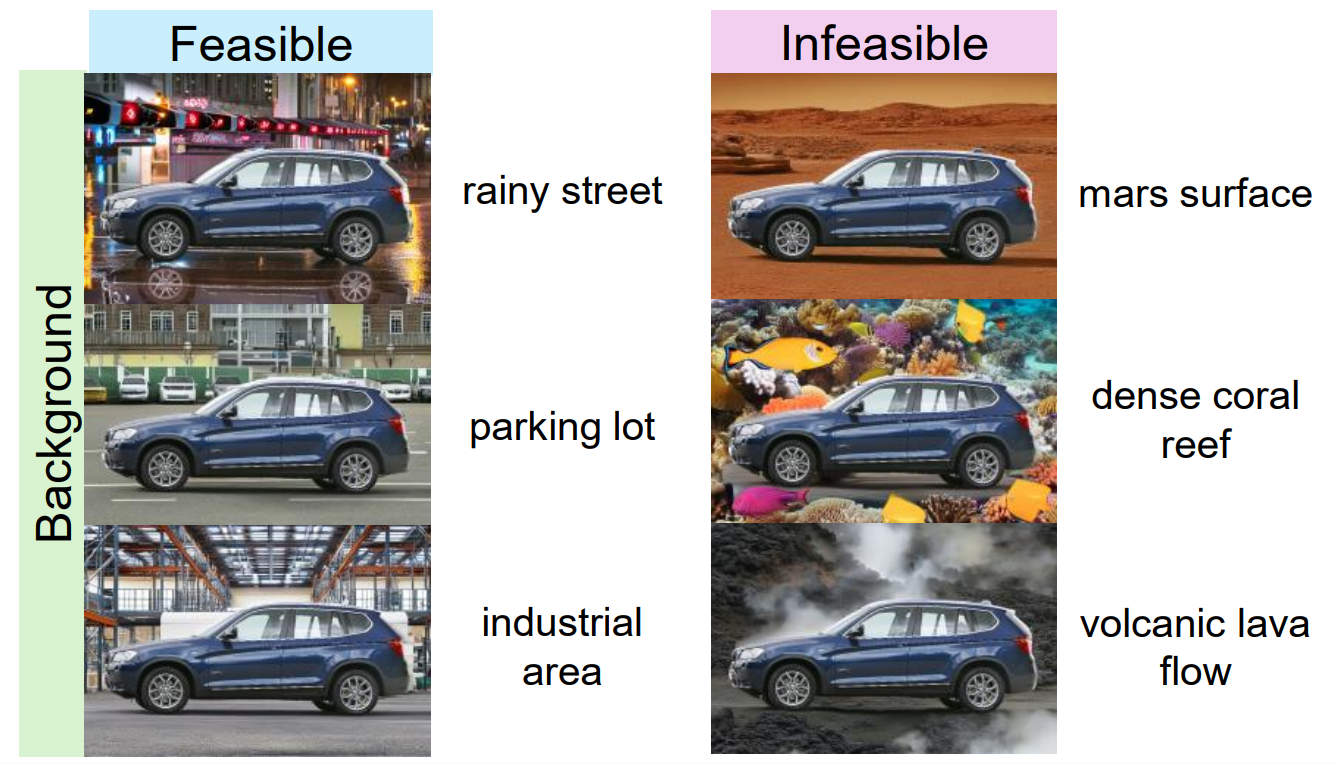 Feasible
Infeasible
Background
rainy street
mars surface
parking lot
dense coral
reef
industrial
area
volcanic lava
flow